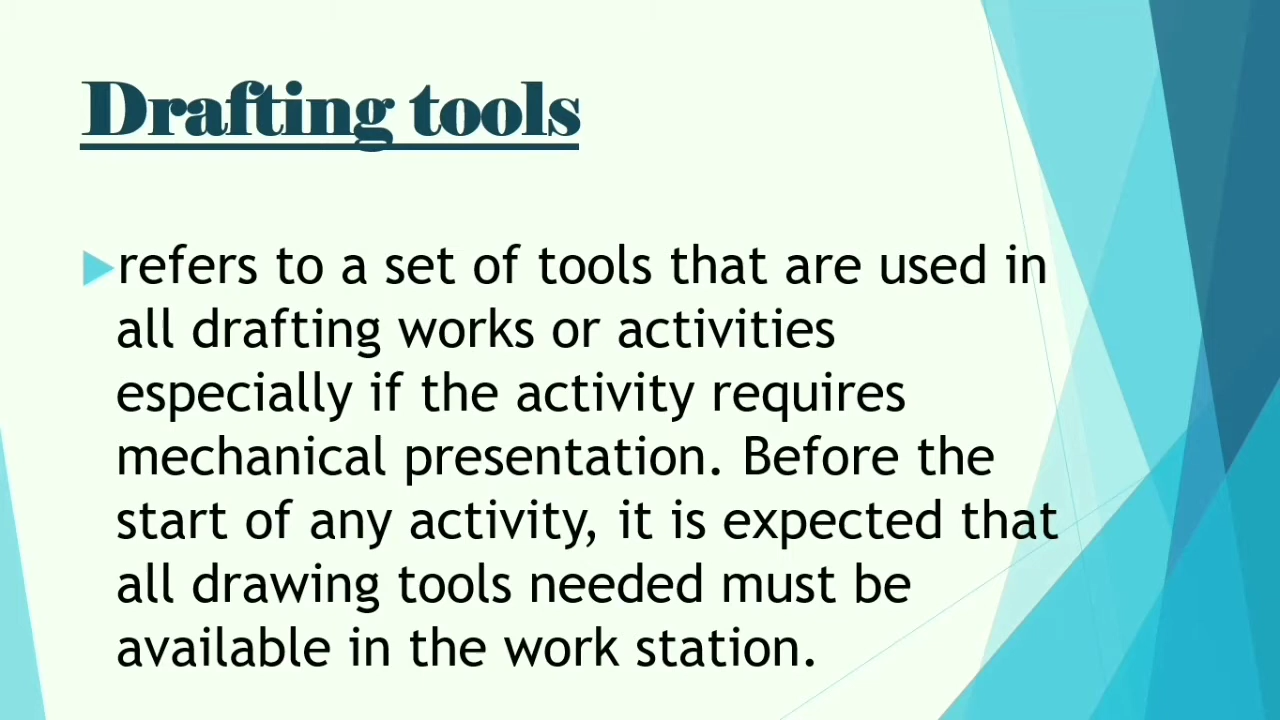 Drafting tools
refers to a set of tools that are used in
all drafting works or activities
especially if the activity requires
mechanical presentation. Before the
start of any activity, it is expected that
all drawing tools needed must be
available in the work station.